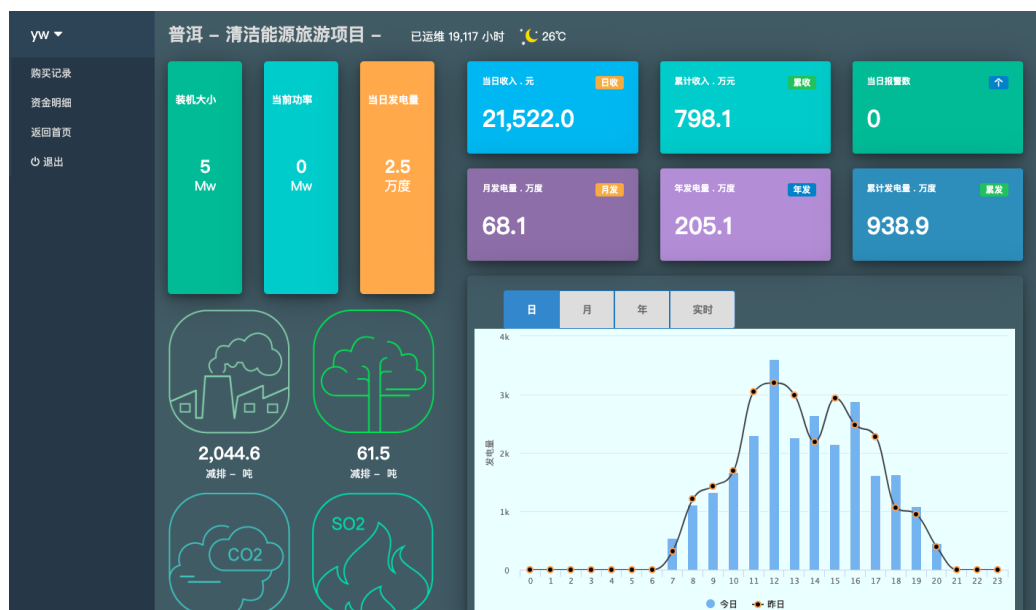 yw
购买记录
资金明细
返回首页
退出
普洱 – 清洁能源旅游项目 –
已运维 19,117 小时
26℃
装机大小
5
Mw
当前功率
0
Mw
当日发电量
2.5
万度
当日收入 . 元
日收
21,522.0
累计收入 . 万元
累收
798.1
当日报警数
个
0
月发电量 . 万度
月发
68.1
年发电量 . 万度
年发
205.1
累计发电量 . 万度
累发
938.9
2,044.6
减排 – 吨
61.5
减排 – 吨
CO2
SO2
日
月
年
实时
4k
3k
2k
1k
0
发电量
0 1 2 3 4 5 6 7 8 9 10 11 12 13 14 15 16 17 18 19 20 21 22 23
今日 昨日